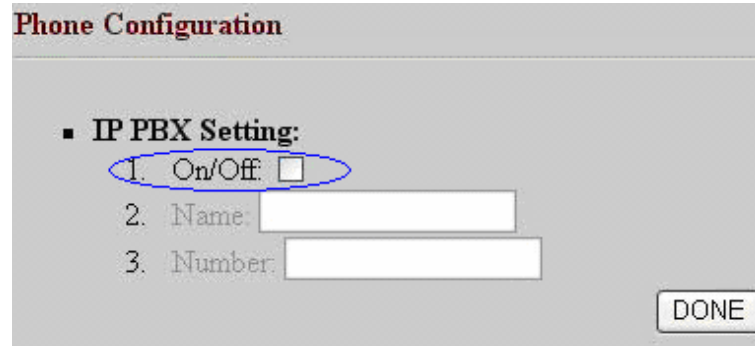 Phone Configuration
▪ IP PBX Setting:
1. On/Off:
2. Name:
3. Number:
DONE